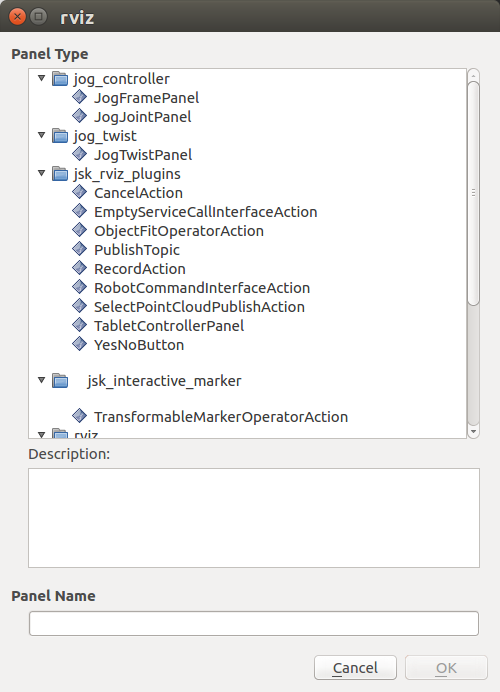 rviz
Panel Type
jog_controller
JogFramePanel
JogJointPanel
jog_twist
JogTwistPanel
jsk_rviz_plugins
CancelAction
EmptyServiceCallInterfaceAction
ObjectFitOperatorAction
PublishTopic
RecordAction
RobotCommandInterfaceAction
SelectPointCloudPublishAction
TabletControllerPanel
YesNoButton
jsk_interactive_marker
TransformableMarkerOperatorAction
rviz
Description:
Panel Name
Cancel
OK